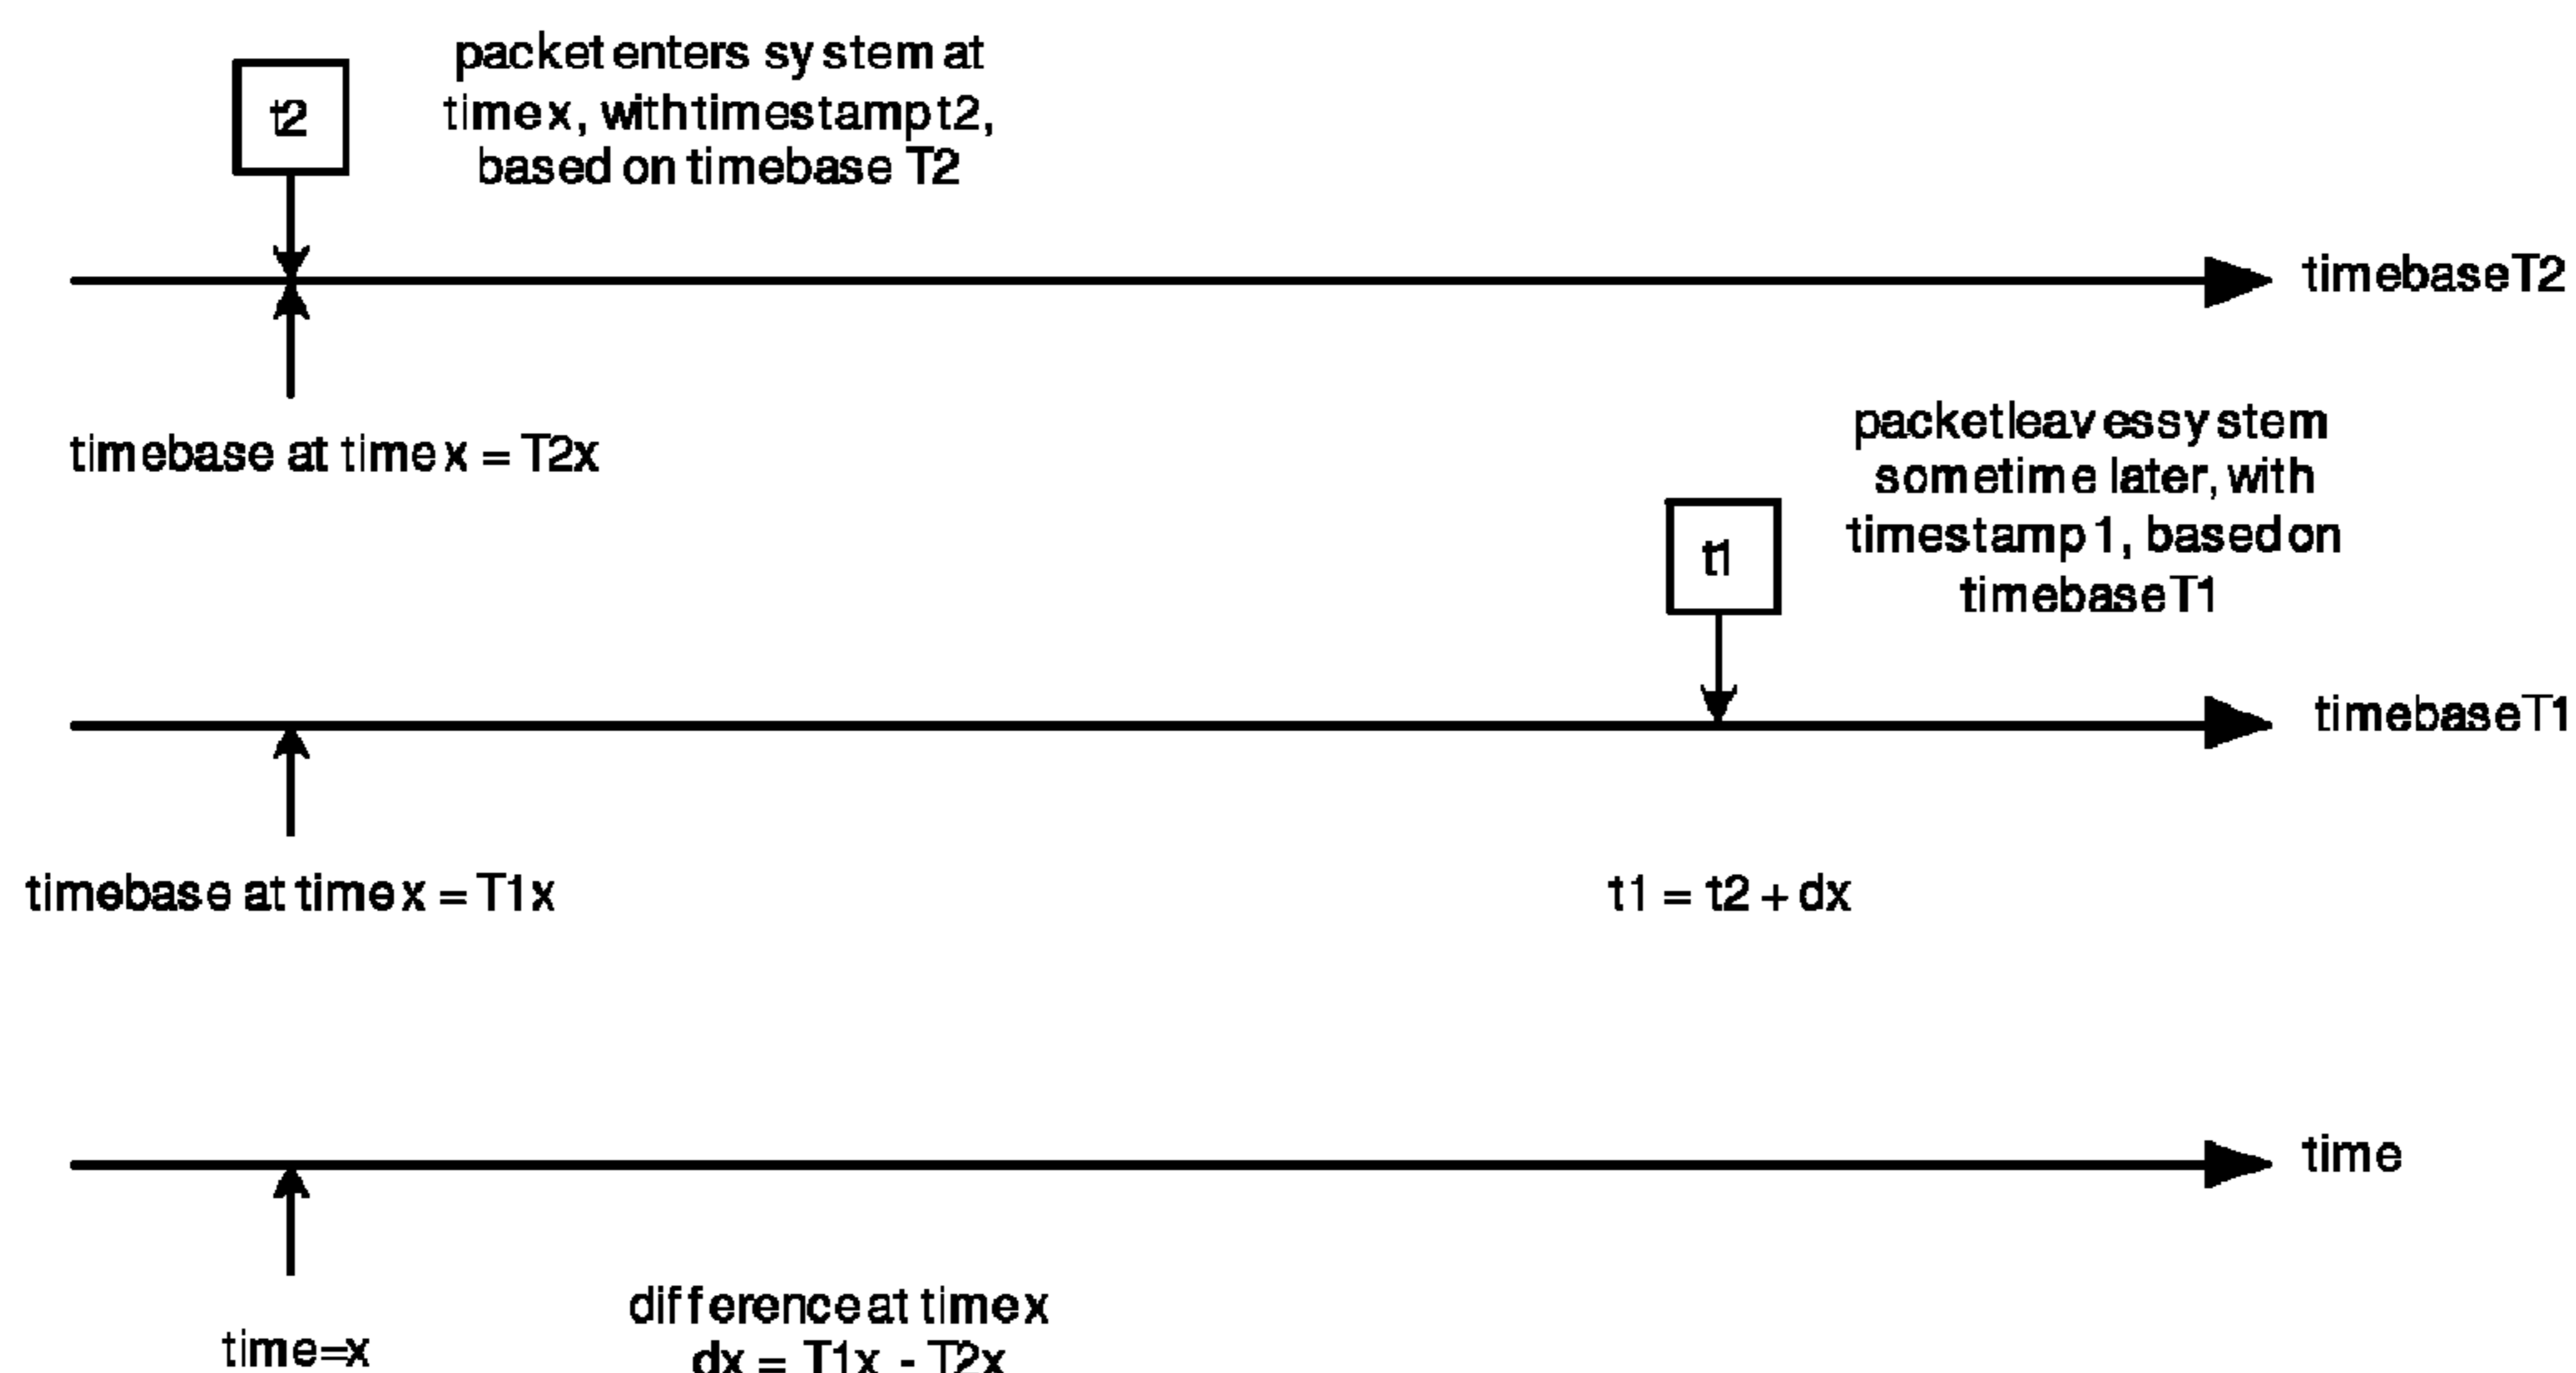 t2
packet enters system at
time x, with timestamp t2,
based on timebase T2
timebase T2
timebase at time x = T2x
packet leaves system
sometime later, with
timestamp 1, based on
timebase T1
t1
timebase T1
timebase at time x = T1x
t1 = t2 + dx
time
time=x
difference at time x
dx = T1x - T2x